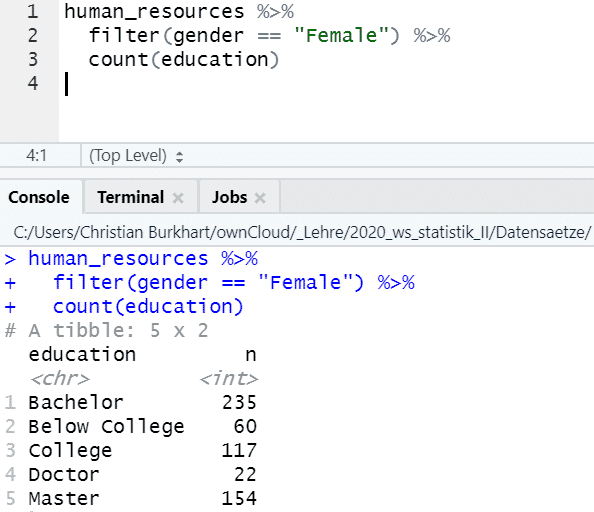 1 human_resources %>%
2   filter(gender == "Female") %>%
3   count(education)
4
4:1 (Top Level)
Console Terminal Jobs
C:/Users/Christian Burkhart/ownCloud/_Lehre/2020_ws_statistik_II/Datensaetze/
> human_resources %>%
+   filter(gender == "Female") %>%
+   count(education)
# A tibble: 5 x 2
  education         n
  <chr>         <int>
1 Bachelor        235
2 Below College    60
3 College         117
4 Doctor           22
5 Master          154